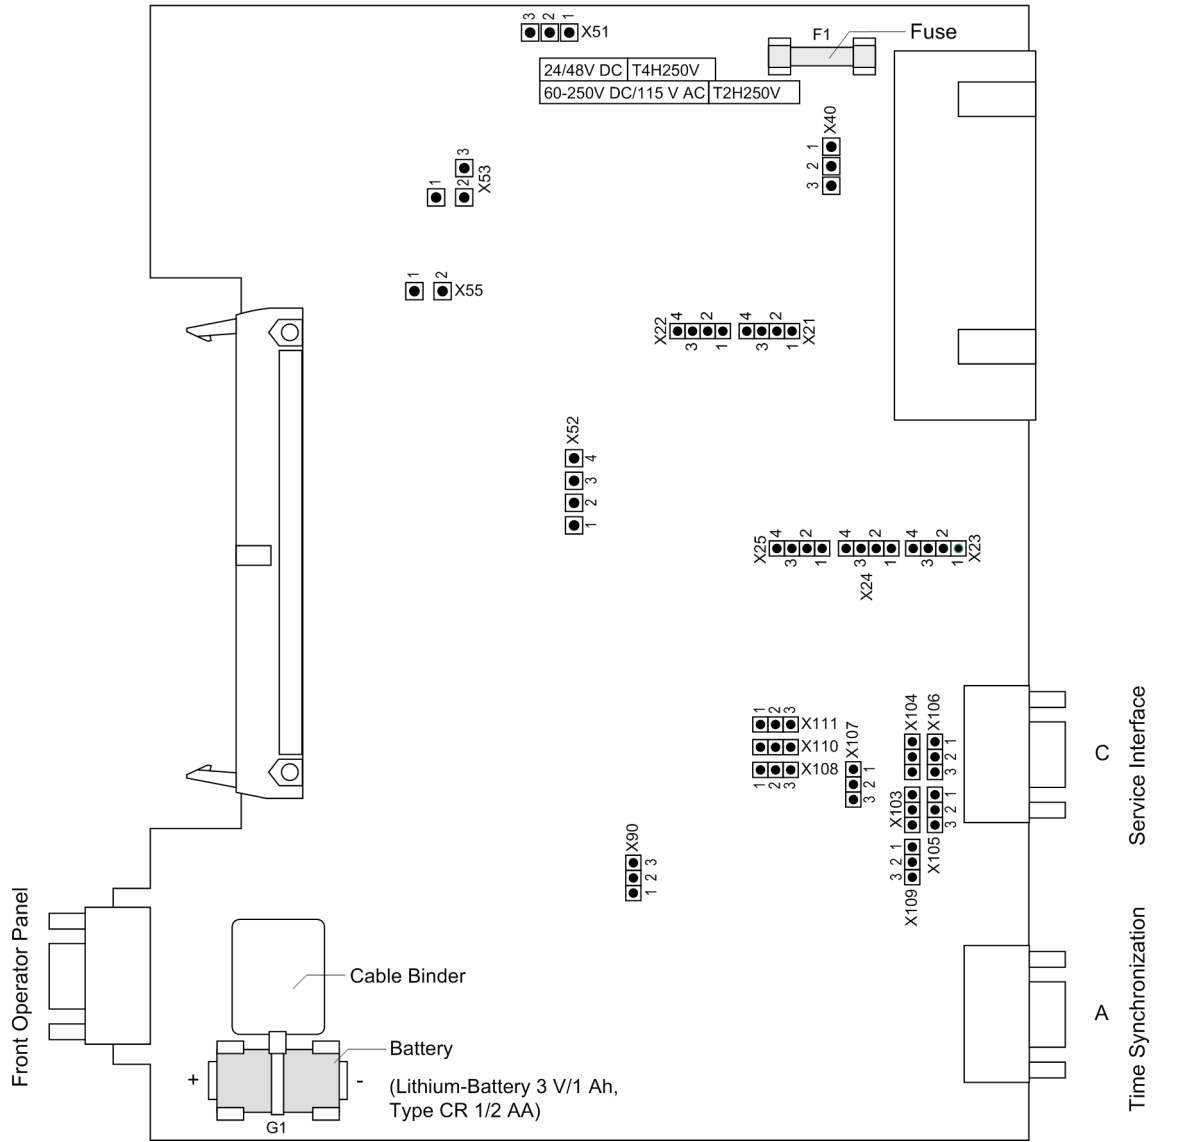 3 2 1
X51
F1
Fuse
24/48V DC T4H250V
60-250V DC/115 V AC T2H250V
X40
1
2
3
3
1 2
X53
1 2
X55
X22
4 2
3 1
4 2
3 1
X21
X52
4
3
2
1
X25
4 2
3 1
4 2
3 1
X24
4 2
3 1
X23
1 2 3
X111
X110
X108
1 2 3
X107
1
2
3
X104
X106
1
2
3
X103
1
2
3
X105
1
2
3
X109
C
Service Interface
X90
3
2
1
Front Operator Panel
Cable Binder
Battery
+
-
(Lithium-Battery 3 V/1 Ah,
Type CR 1/2 AA)
G1
A
Time Synchronization